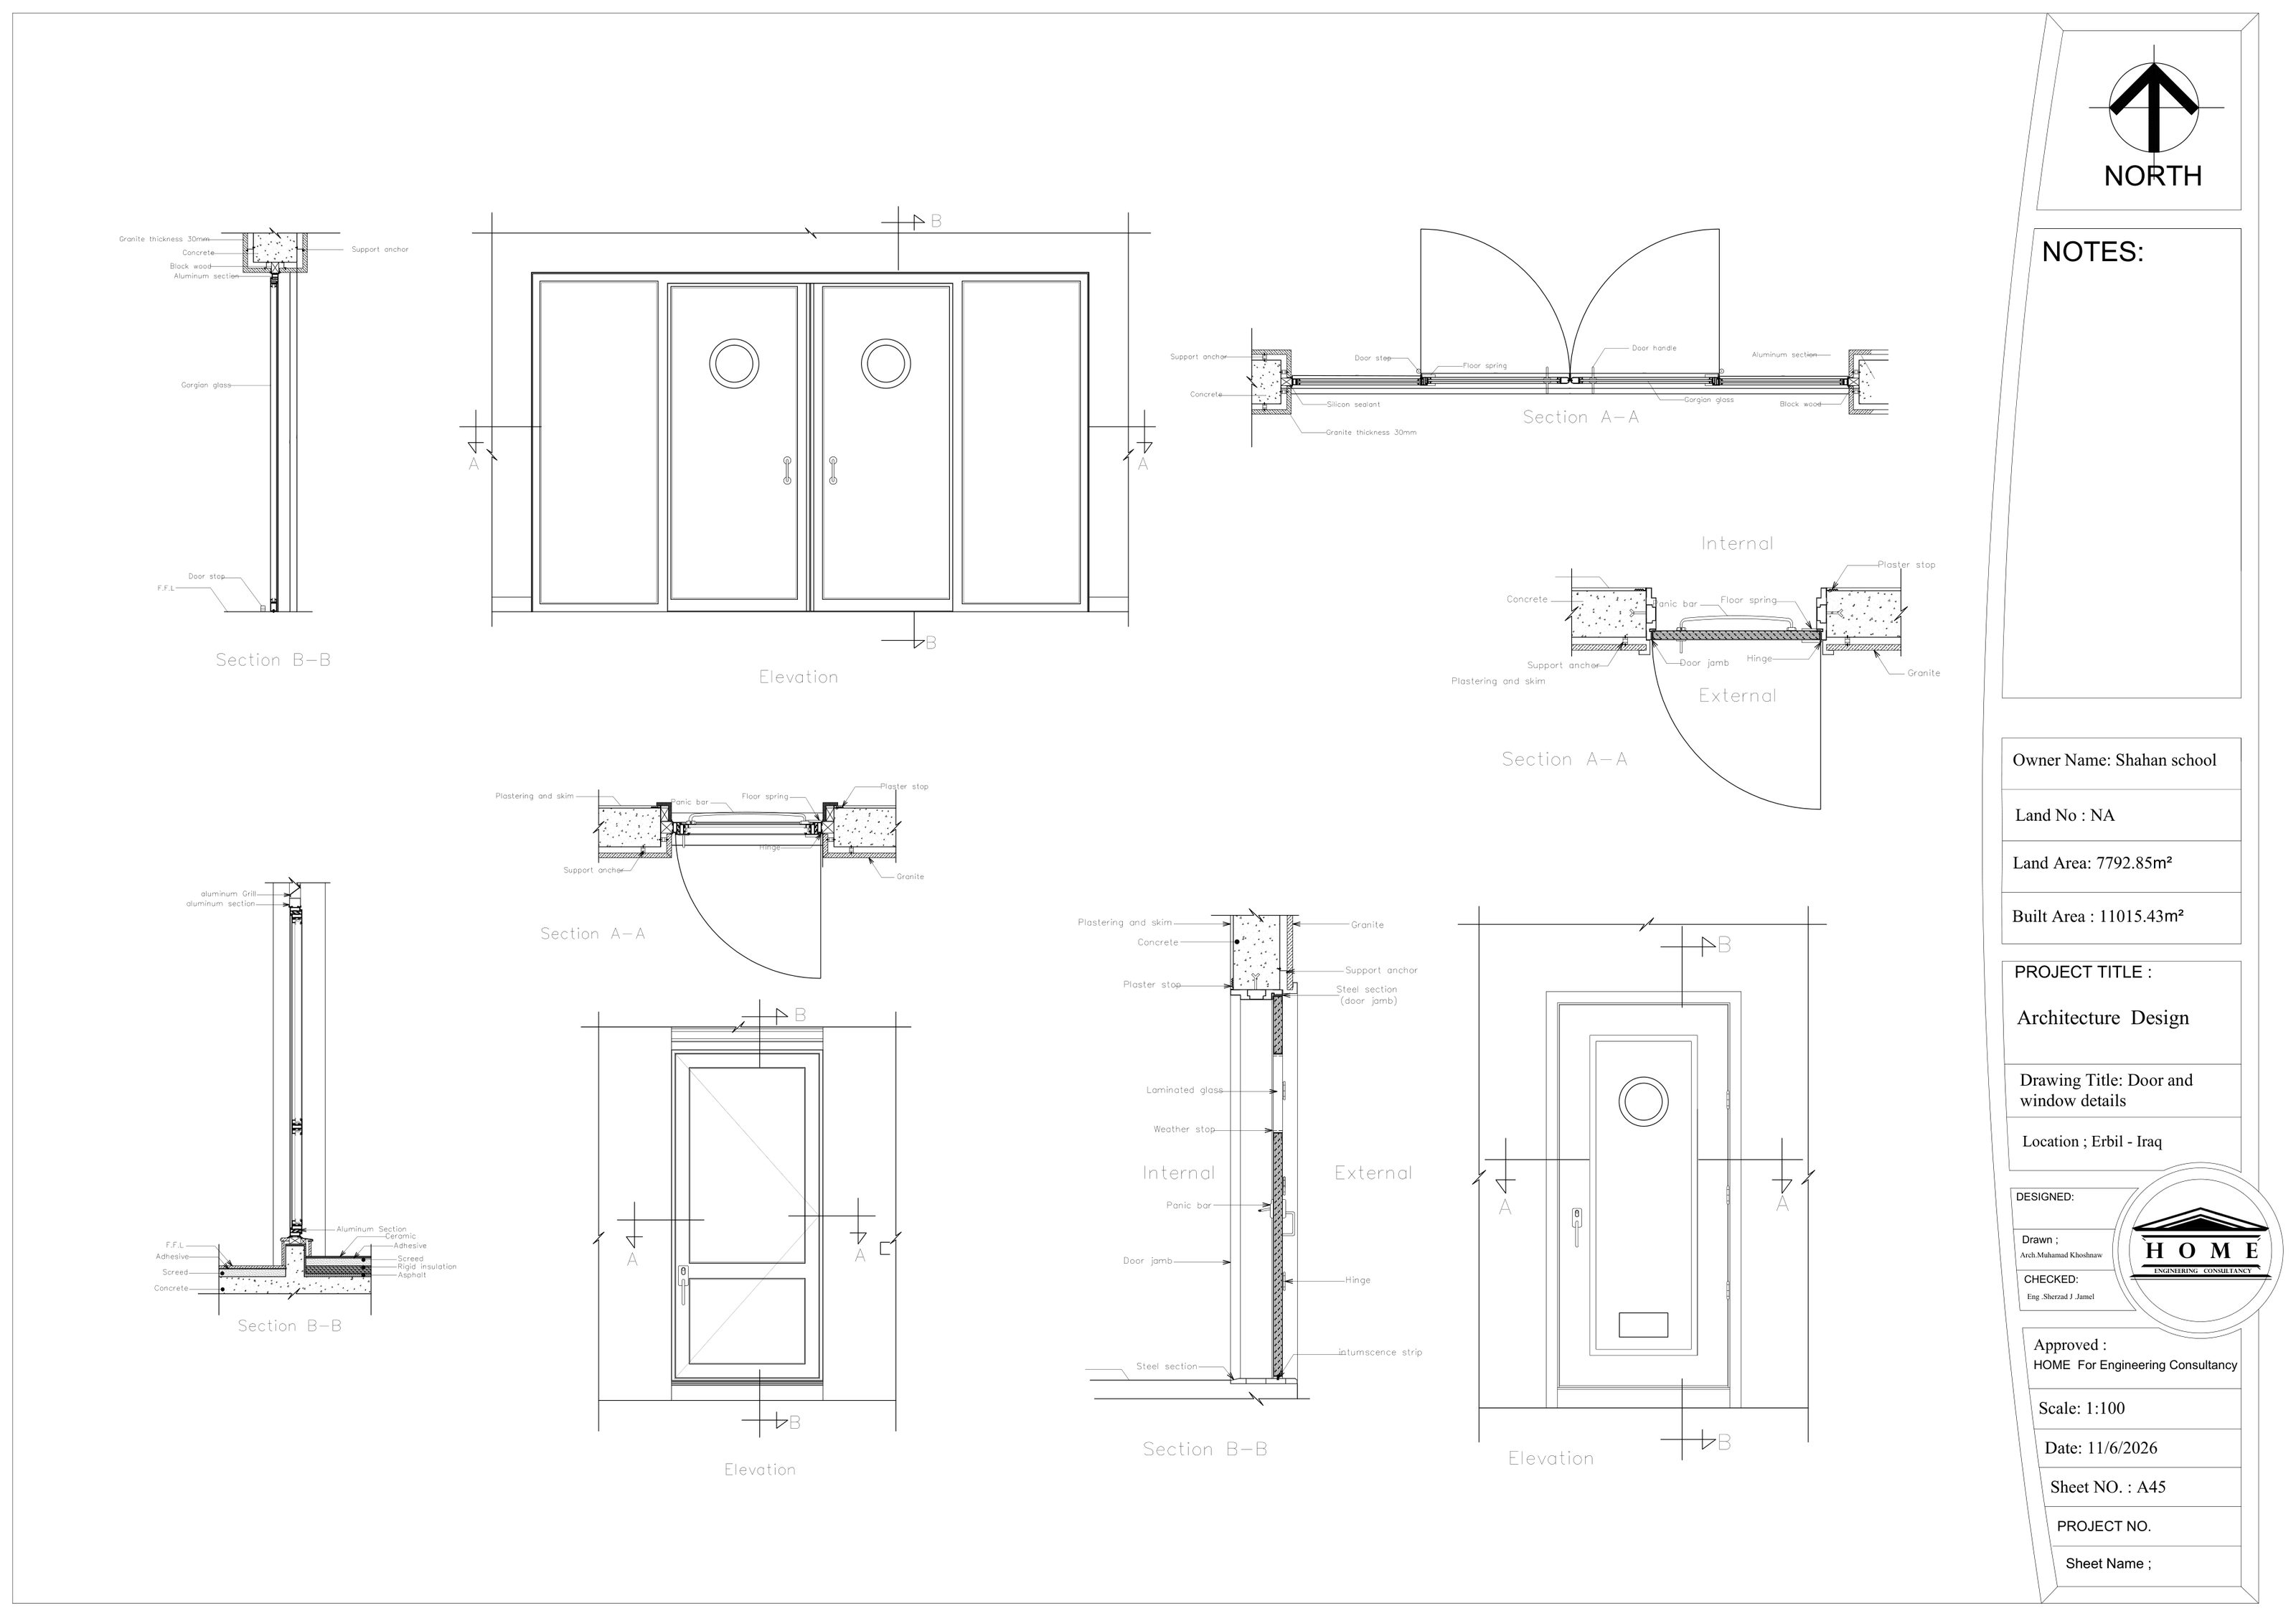 Granite thickness 30mm
Concrete
Block wood
Aluminum section
Support anchor
Gorgian glass
Door stop
F.F.L
Section B-B
B
A
A
B
Elevation
Support anchor
Concrete
Door stop
Floor spring
Door handle
Aluminum section
Silicon sealant
Granite thickness 30mm
Section A-A
Gorgian glass
Block wood
Internal
Plaster stop
Concrete
Panic bar
Floor spring
Support anchor
Door jamb
Hinge
Granite
Plastering and skim
External
Section A-A
Plastering and skim
Panic bar
Floor spring
Plaster stop
Hinge
Support anchor
Granite
Section A-A
aluminum Grill
aluminum section
Aluminum Section
Ceramic
F.F.L
Adhesive
Adhesive
Screed
Screed
Rigid insulation
Asphalt
Concrete
Section B-B
B
A
A
B
Elevation
Plastering and skim
Granite
Concrete
Support anchor
Plaster stop
Steel section
(door jamb)
Laminated glass
Weather stop
Internal
External
Panic bar
Door jamb
Hinge
intumscence strip
Steel section
Section B-B
B
A
A
B
Elevation
NORTH
NOTES:
Owner Name: Shahan school
Land No : NA
Land Area: 7792.85m²
Built Area : 11015.43m²
PROJECT TITLE :
Architecture Design
Drawing Title: Door and
window details
Location ; Erbil - Iraq
DESIGNED:
Drawn ;
Arch.Muhamad Khoshnaw
CHECKED:
Eng .Sherzad J .Jamel
HOME
ENGINEERING CONSULTANCY
Approved :
HOME For Engineering Consultancy
Scale: 1:100
Date: 11/6/2026
Sheet NO. : A45
PROJECT NO.
Sheet Name ;